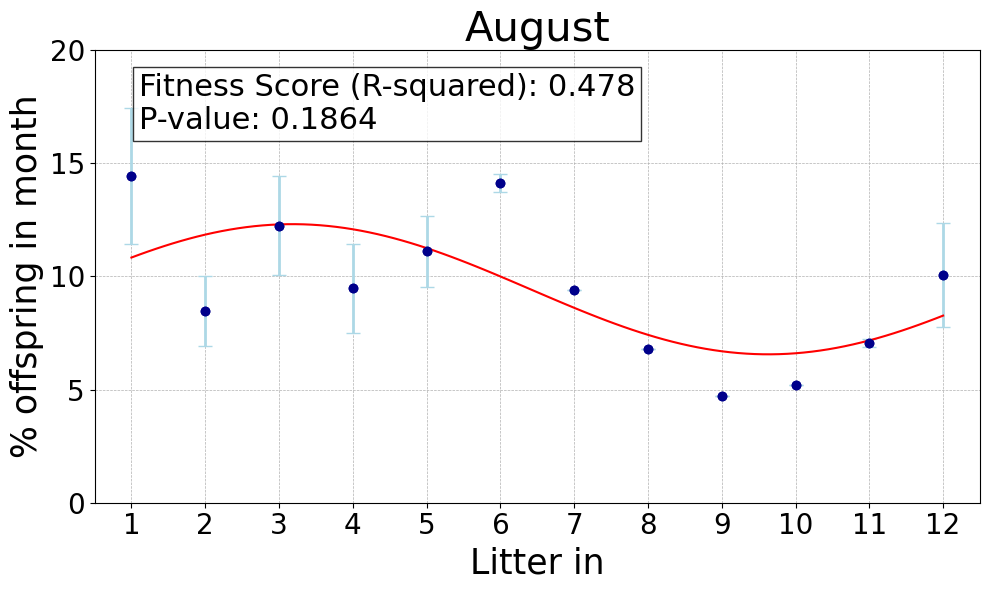 August
Fitness Score (R-squared): 0.478
P-value: 0.1864
% offspring in month
20
15
10
5
0
1 2 3 4 5 6 7 8 9 10 11 12
Litter in